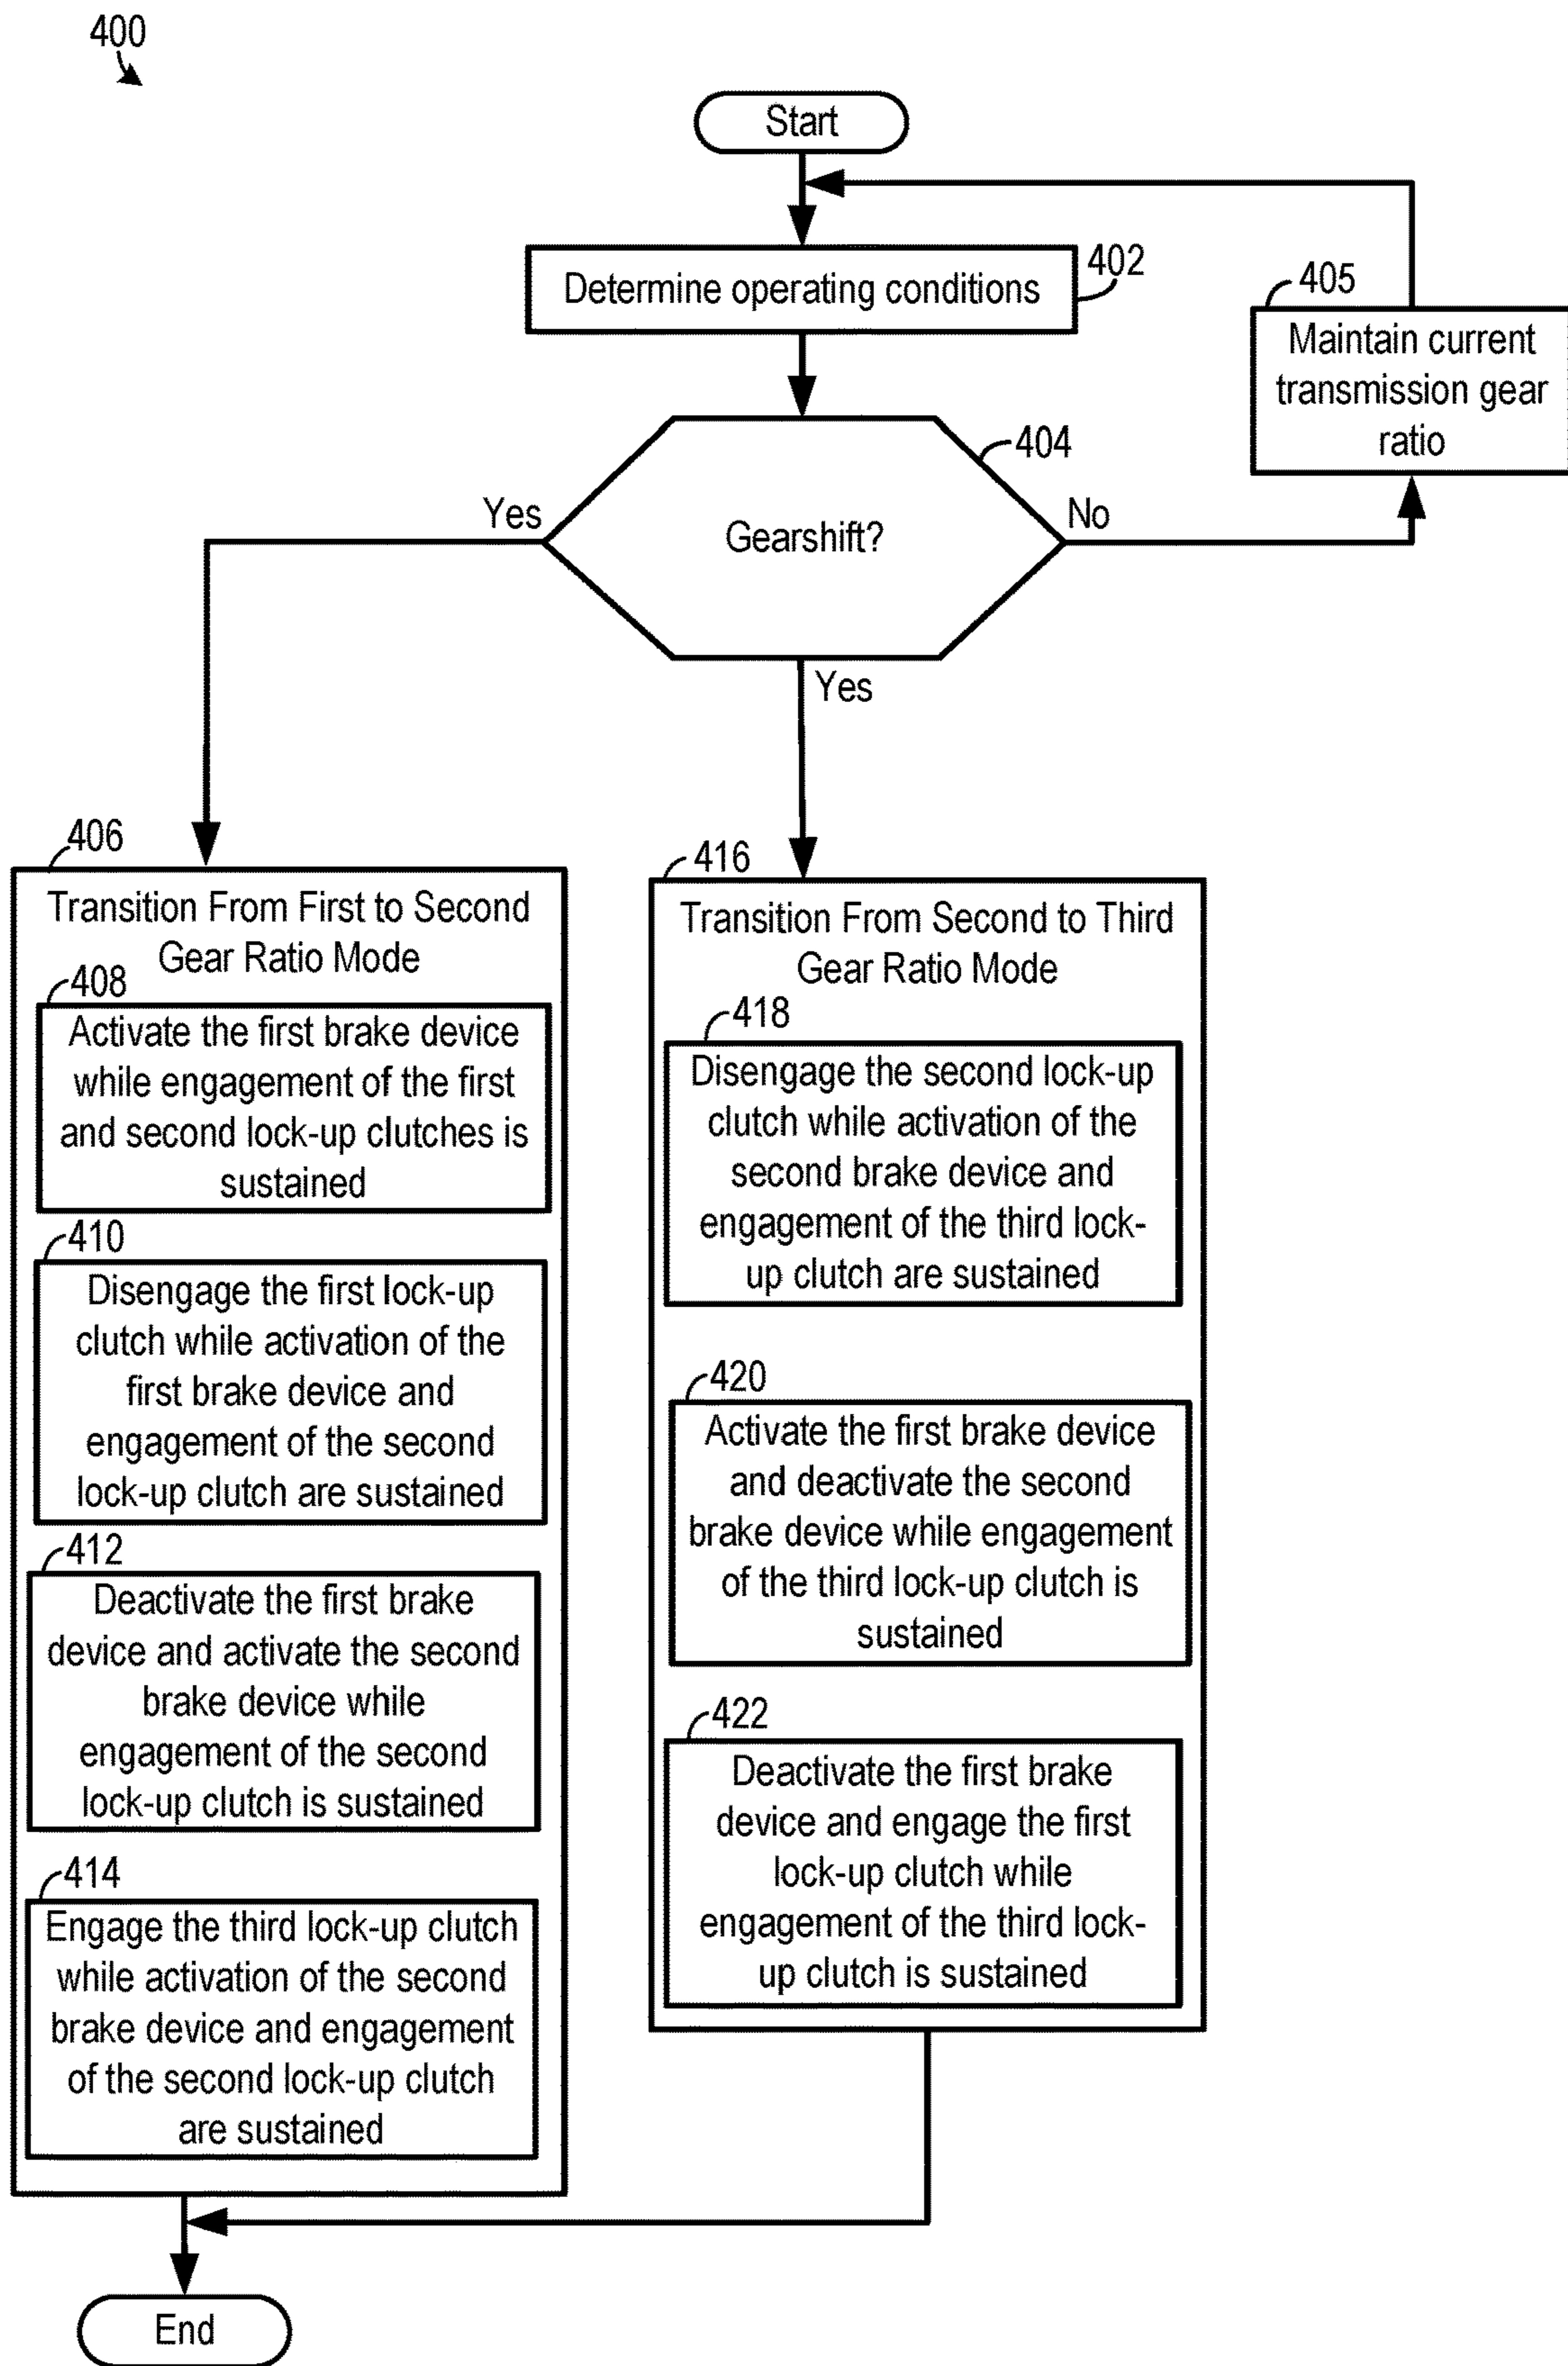 400
Start
Determine operating conditions
402
405
Maintain current
transmission gear
ratio
404
Gearshift?
Yes
No
Yes
406
Transition From First to Second
Gear Ratio Mode
408
Activate the first brake device
while engagement of the first
and second lock-up clutches is
sustained
410
Disengage the first lock-up
clutch while activation of the
first brake device and
engagement of the second
lock-up clutch are sustained
412
Deactivate the first brake
device and activate the second
brake device while
engagement of the second
lock-up clutch is sustained
414
Engage the third lock-up clutch
while activation of the second
brake device and engagement
of the second lock-up clutch
are sustained
416
Transition From Second to Third
Gear Ratio Mode
418
Disengage the second lock-up
clutch while activation of the
second brake device and
engagement of the third lock-
up clutch are sustained
420
Activate the first brake device
and deactivate the second
brake device while engagement
of the third lock-up clutch is
sustained
422
Deactivate the first brake
device and engage the first
lock-up clutch while
engagement of the third lock-
up clutch is sustained
End